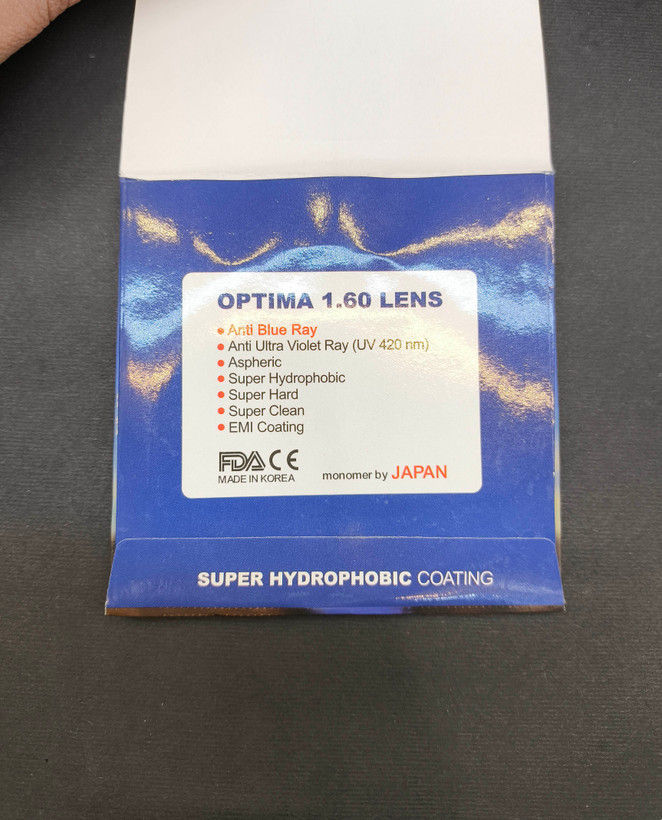 OPTIMA 1.60 LENS
• Anti Blue Ray
• Anti Ultra Violet Ray (UV 420 nm)
• Aspheric
• Super Hydrophobic
• Super Hard
• Super Clean
• EMI Coating
FDA CE
MADE IN KOREA
monomer by JAPAN
SUPER HYDROPHOBIC COATING